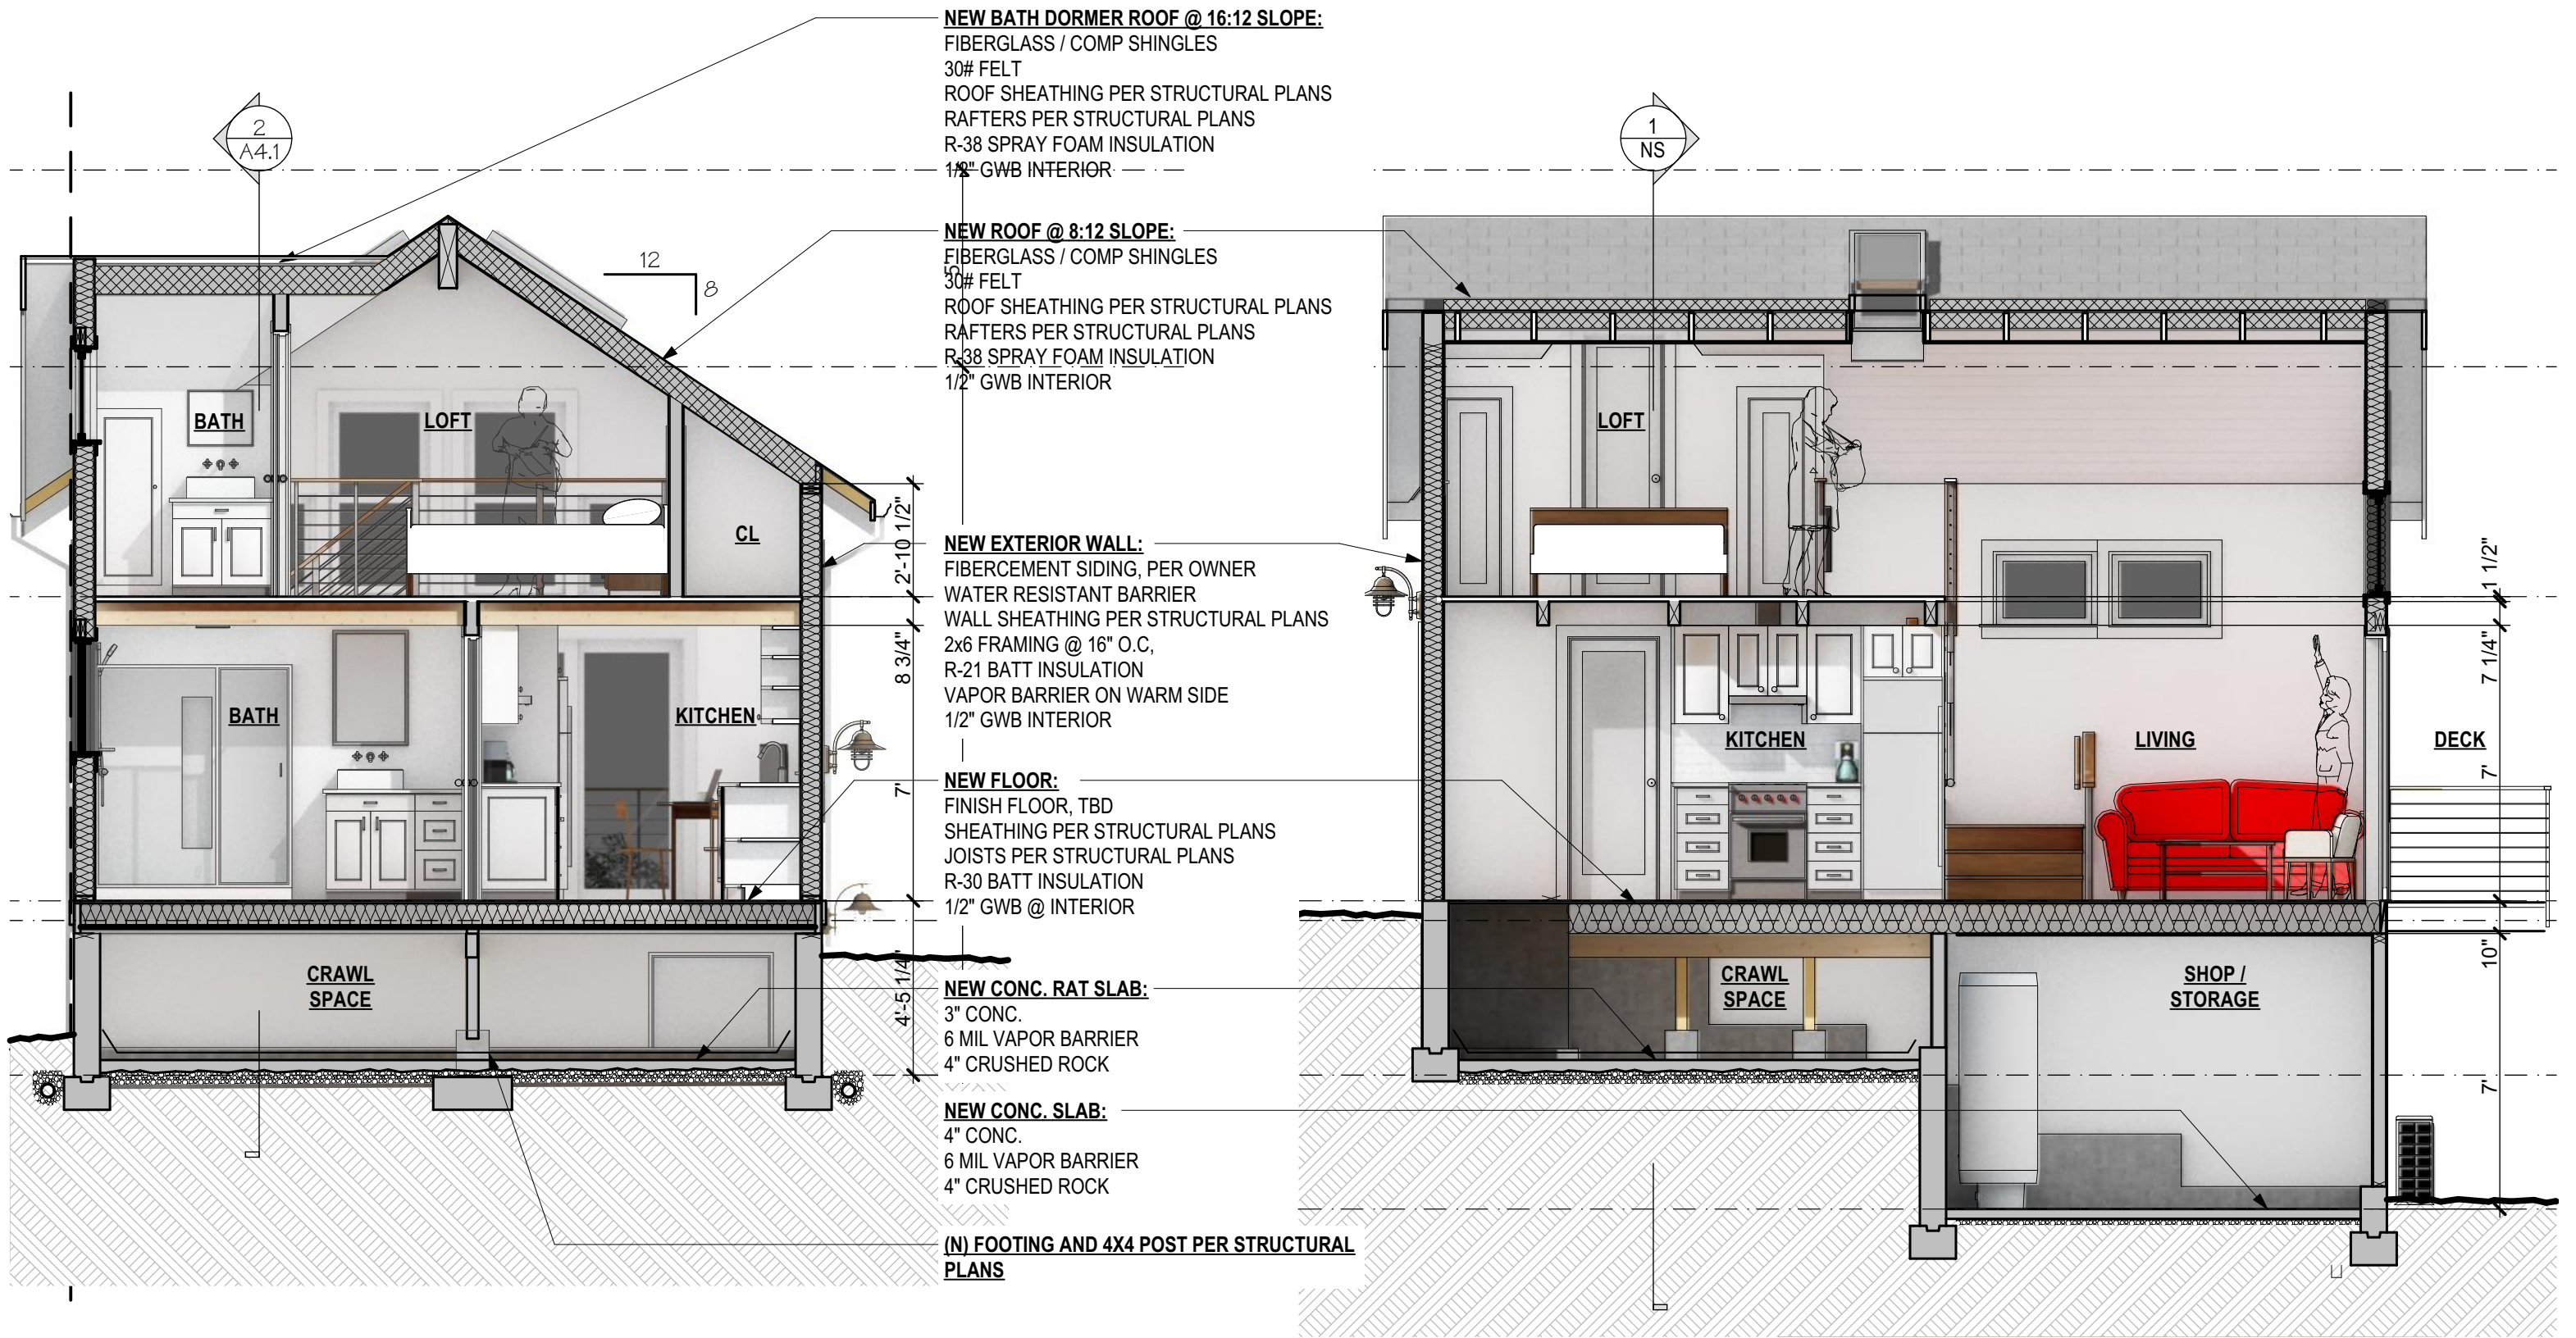 NEW BATH DORMER ROOF @ 16:12 SLOPE:
FIBERGLASS / COMP SHINGLES
30# FELT
ROOF SHEATHING PER STRUCTURAL PLANS
RAFTERS PER STRUCTURAL PLANS
R-38 SPRAY FOAM INSULATION
1/2" GWB INTERIOR
2
A4.1
1
NS
NEW ROOF @ 8:12 SLOPE:
FIBERGLASS / COMP SHINGLES
30# FELT
ROOF SHEATHING PER STRUCTURAL PLANS
RAFTERS PER STRUCTURAL PLANS
R-38 SPRAY FOAM INSULATION
1/2" GWB INTERIOR
12
8
BATH
LOFT
CL
LOFT
2'-10 1/2"
NEW EXTERIOR WALL:
FIBERCEMENT SIDING, PER OWNER
WATER RESISTANT BARRIER
WALL SHEATHING PER STRUCTURAL PLANS
2x6 FRAMING @ 16" O.C,
R-21 BATT INSULATION
VAPOR BARRIER ON WARM SIDE
1/2" GWB INTERIOR
1 1/2"
8 3/4"
7 1/4"
BATH
KITCHEN
KITCHEN
LIVING
DECK
7'
7'
NEW FLOOR:
FINISH FLOOR, TBD
SHEATHING PER STRUCTURAL PLANS
JOISTS PER STRUCTURAL PLANS
R-30 BATT INSULATION
1/2" GWB @ INTERIOR
10"
4'-5 1/4"
CRAWL
SPACE
CRAWL
SPACE
SHOP /
STORAGE
NEW CONC. RAT SLAB:
3" CONC.
6 MIL VAPOR BARRIER
4" CRUSHED ROCK
7'
NEW CONC. SLAB:
4" CONC.
6 MIL VAPOR BARRIER
4" CRUSHED ROCK
(N) FOOTING AND 4X4 POST PER STRUCTURAL
PLANS